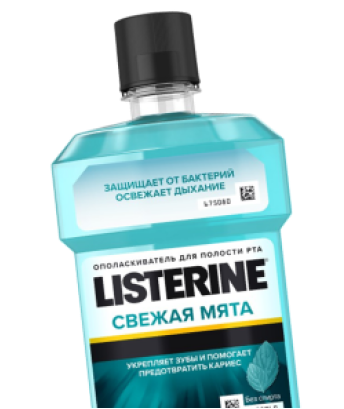 ЗАЩИЩАЕТ ОТ БАКТЕРИЙ
ОСВЕЖАЕТ ДЫХАНИЕ
ОПОЛАСКИВАТЕЛЬ ДЛЯ ПОЛОСТИ РТА
LISTERINE®
СВЕЖАЯ МЯТА
УКРЕПЛЯЕТ ЗУБЫ И ПОМОГАЕТ
ПРЕДОТВРАТИТЬ КАРИЕС
Без спирта